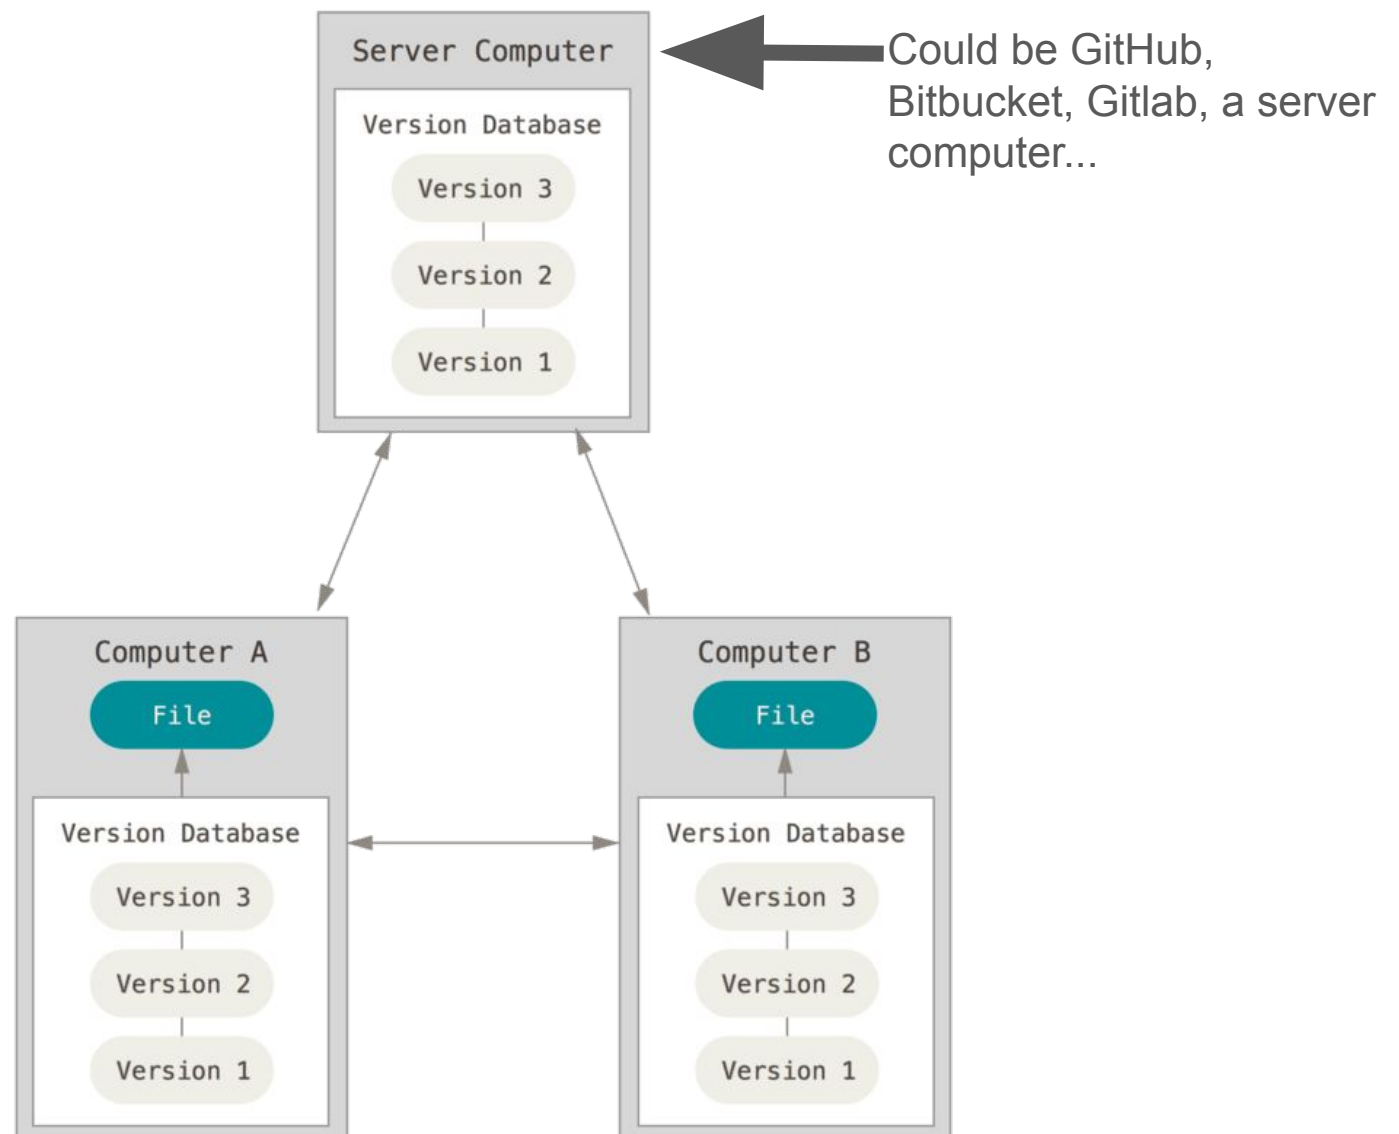 Server Computer
Could be GitHub,
Bitbucket, Gitlab, a server
computer...
Version Database
Version 3
Version 2
Version 1
Computer A
File
Version Database
Version 3
Version 2
Version 1
Computer B
File
Version Database
Version 3
Version 2
Version 1